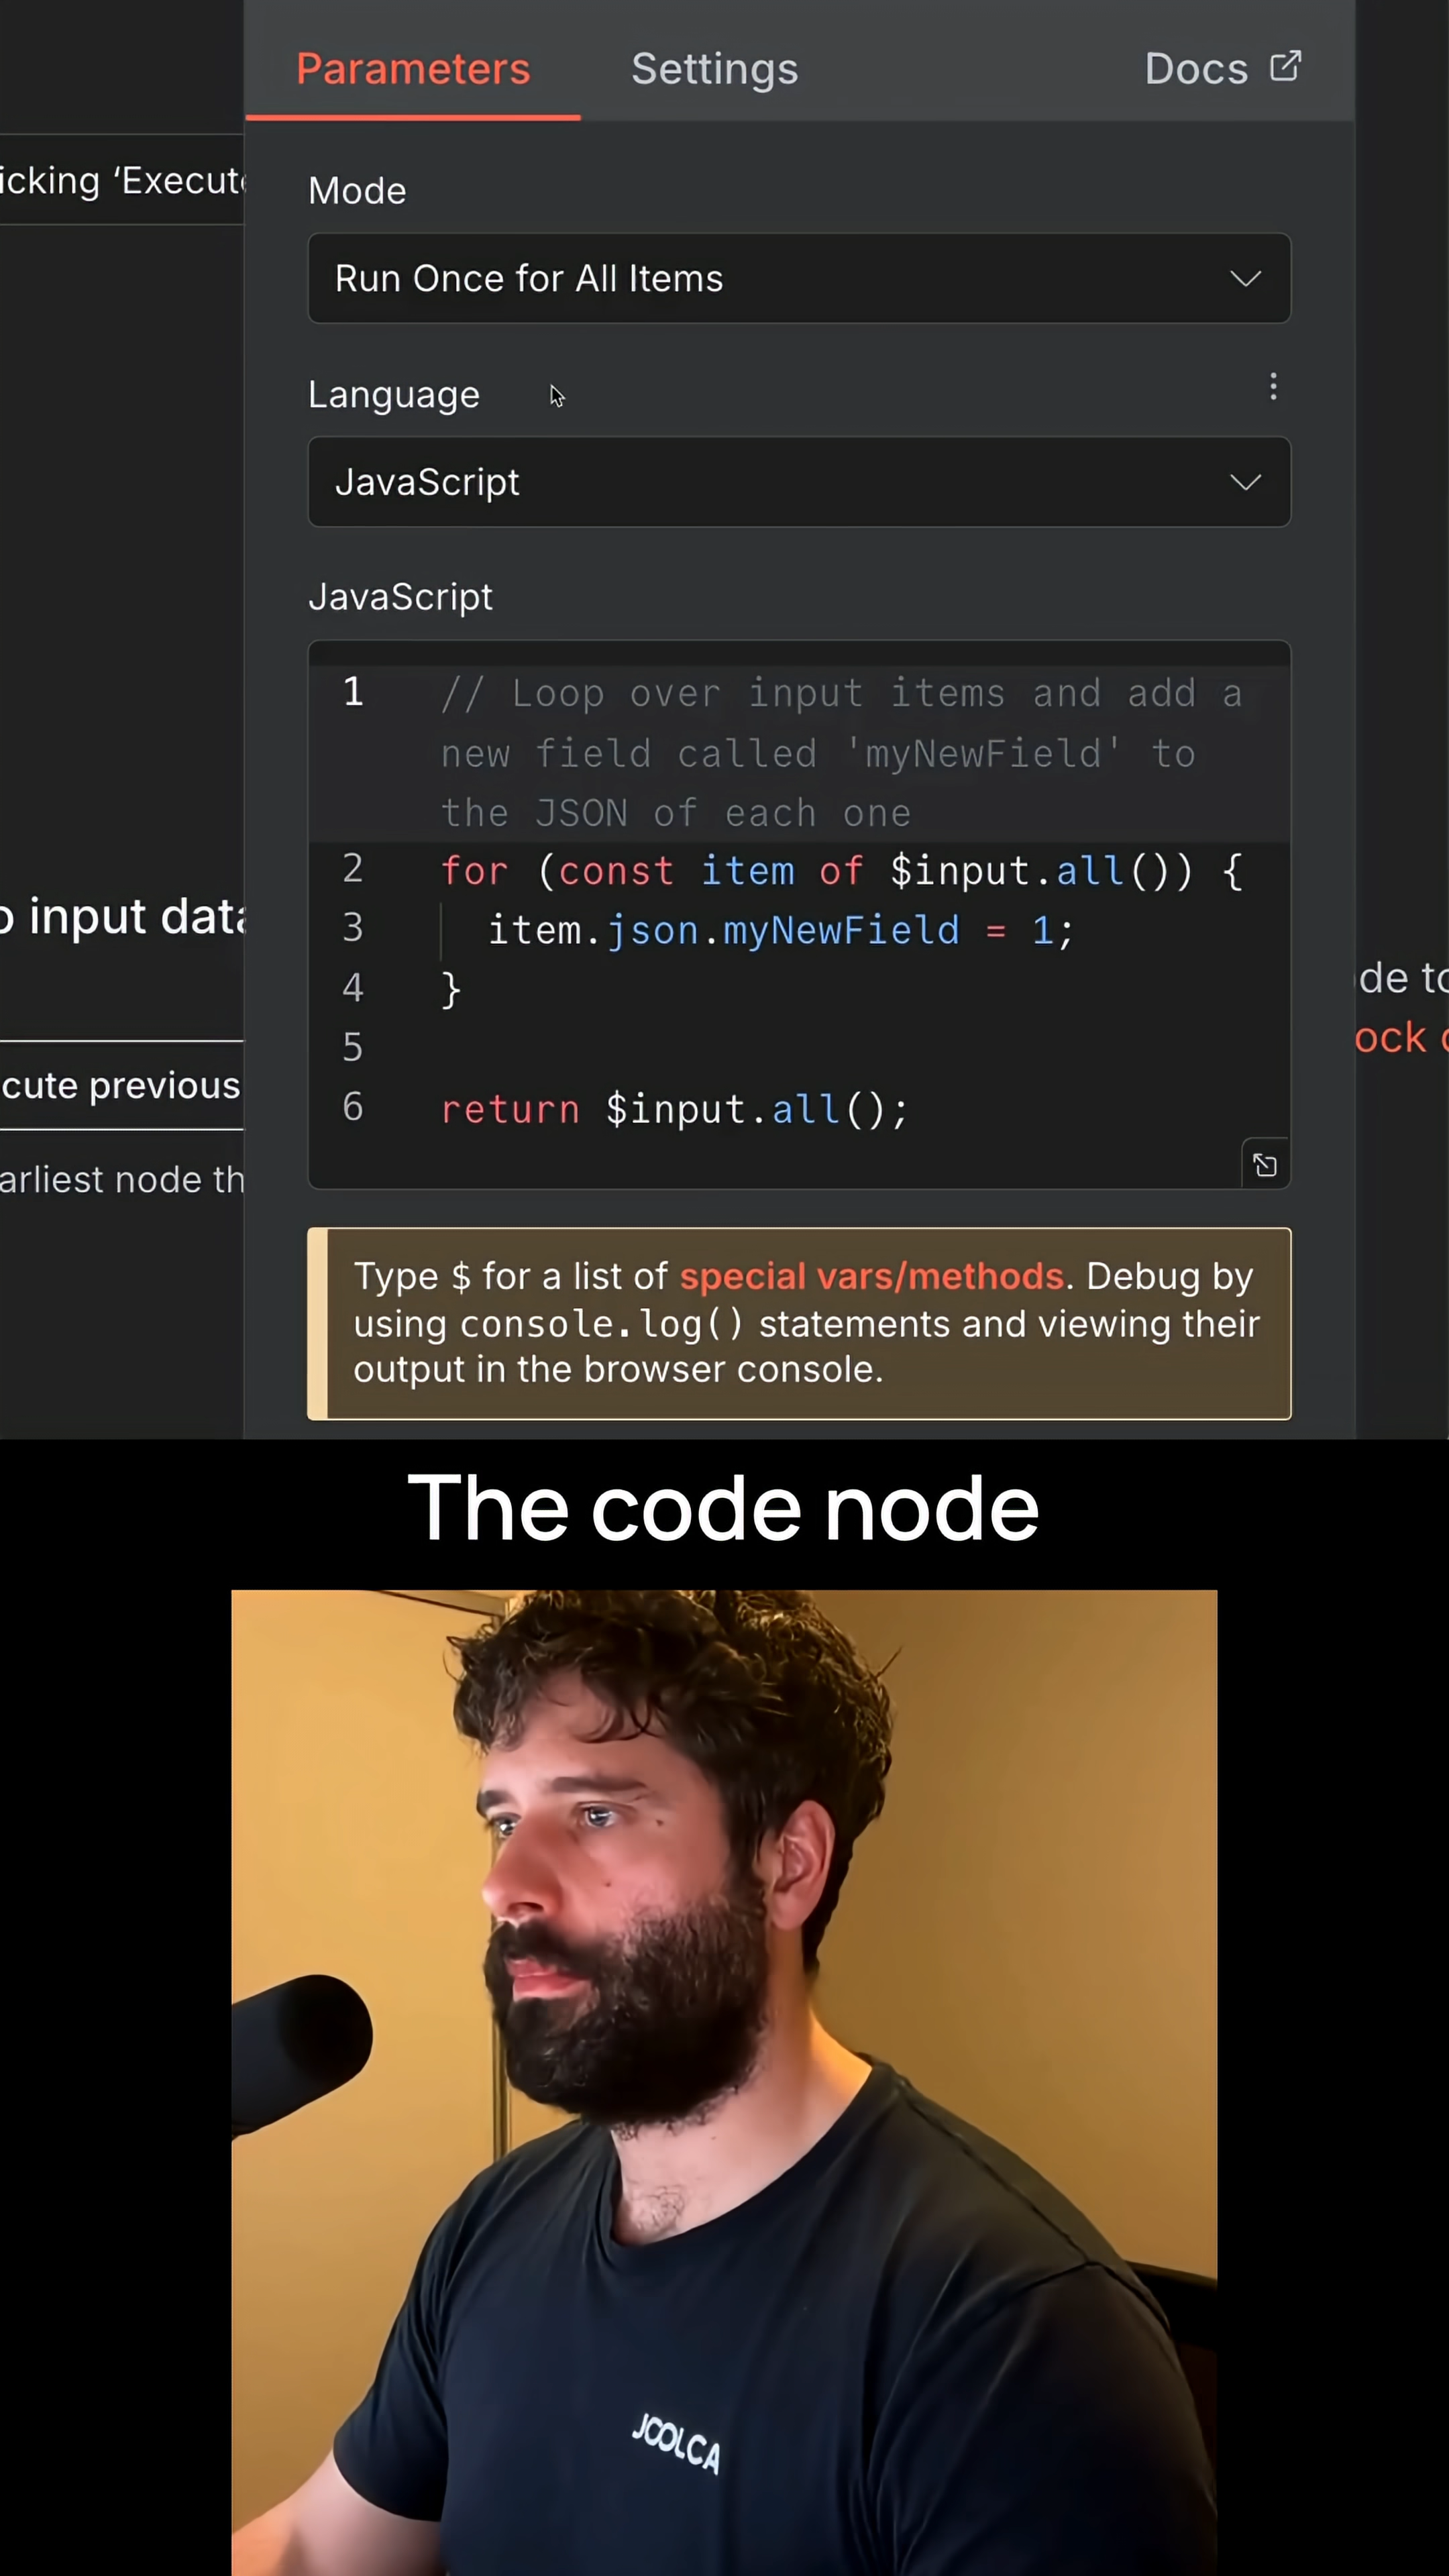 Parameters Settings Docs
icking ‘Execute
Mode
Run Once for All Items
Language
JavaScript
JavaScript
1 // Loop over input items and add a
new field called 'myNewField' to
the JSON of each one
2 for (const item of $input.all()) {
3 item.json.myNewField = 1;
4 }
5
6 return $input.all();
o input data
cute previous
arliest node th
de to
ock
Type $ for a list of special vars/methods. Debug by
using console.log() statements and viewing their
output in the browser console.
The code node
JOOLCA